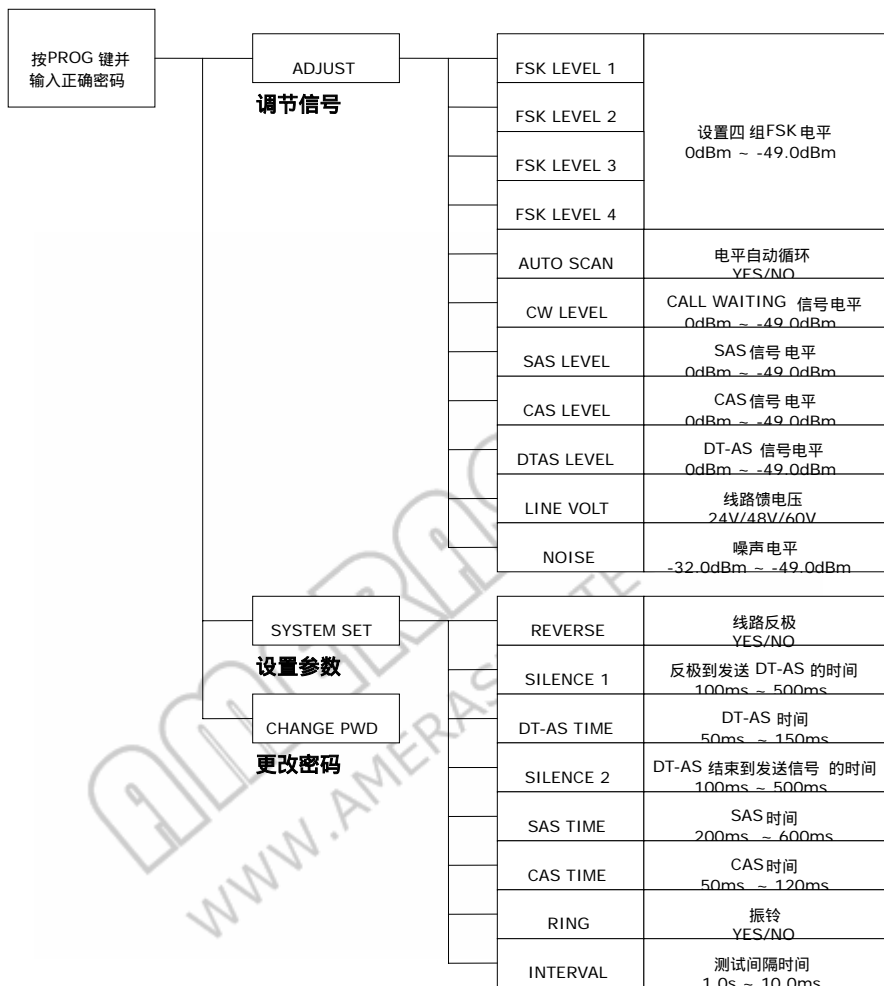 按PROG 键并
输入正确密码
ADJUST
调节信号
FSK LEVEL 1
FSK LEVEL 2
FSK LEVEL 3
FSK LEVEL 4
设置四 组FSK 电平
0dBm ~ -49.0dBm
AUTO SCAN
电平自动循环
YES/NO
CW LEVEL
CALL WAITING 信号电平
0dBm ~ -49.0dBm
SAS LEVEL
SAS信号 电平
0dBm ~ -49.0dBm
CAS LEVEL
CAS信号 电平
0dBm ~ -49.0dBm
DTAS LEVEL
DT-AS 信号电平
0dBm ~ -49.0dBm
LINE VOLT
线路馈电压
24V/48V/60V
NOISE
噪声电平
-32.0dBm ~ -49.0dBm
SYSTEM SET
设置参数
REVERSE
线路反极
YES/NO
SILENCE 1
反极到发送 DT-AS 的时间
100ms ~ 500ms
CHANGE PWD
更改密码
DT-AS TIME
DT-AS 时间
50ms ~ 150ms
SILENCE 2
DT-AS 结束到发送信号 的时间
100ms ~ 500ms
SAS TIME
SAS时间
200ms ~ 600ms
CAS TIME
CAS时间
50ms ~ 120ms
RING
振铃
YES/NO
INTERVAL
测试间隔时间
1.0s ~ 10.0ms